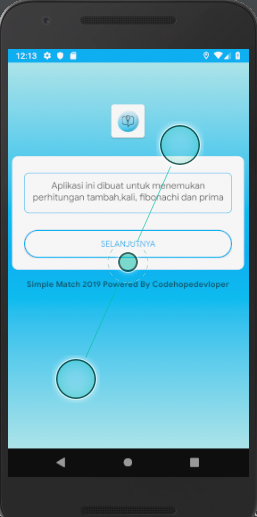 12:13
Aplikasi ini dibuat untuk menemukan
perhitungan tambah,kali, fibonachi dan prima
SELANJUTNYA
Simple Match 2019 Powered By Codehopedevloper